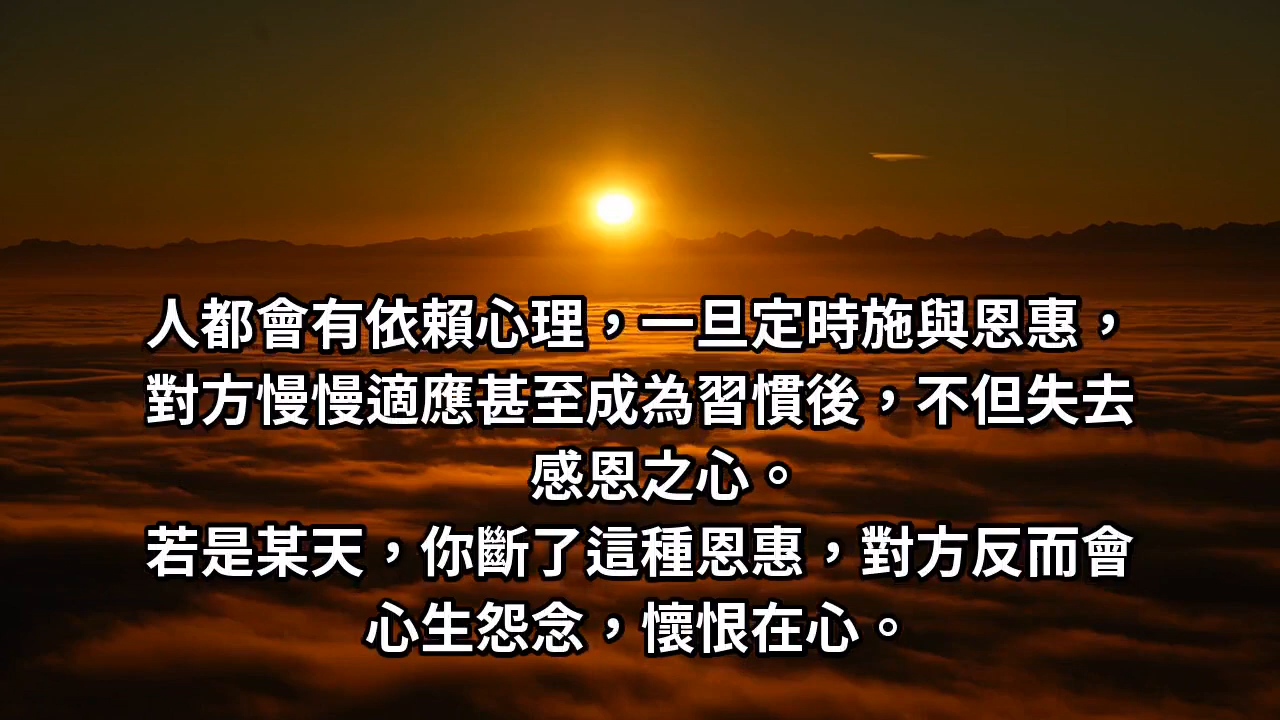 人都會有依賴心理，一旦定時施與恩惠，
對方慢慢適應甚至成為習慣後，不但失去
感恩之心。
若是某天，你斷了這種恩惠，對方反而會
心生怨念，懷恨在心。